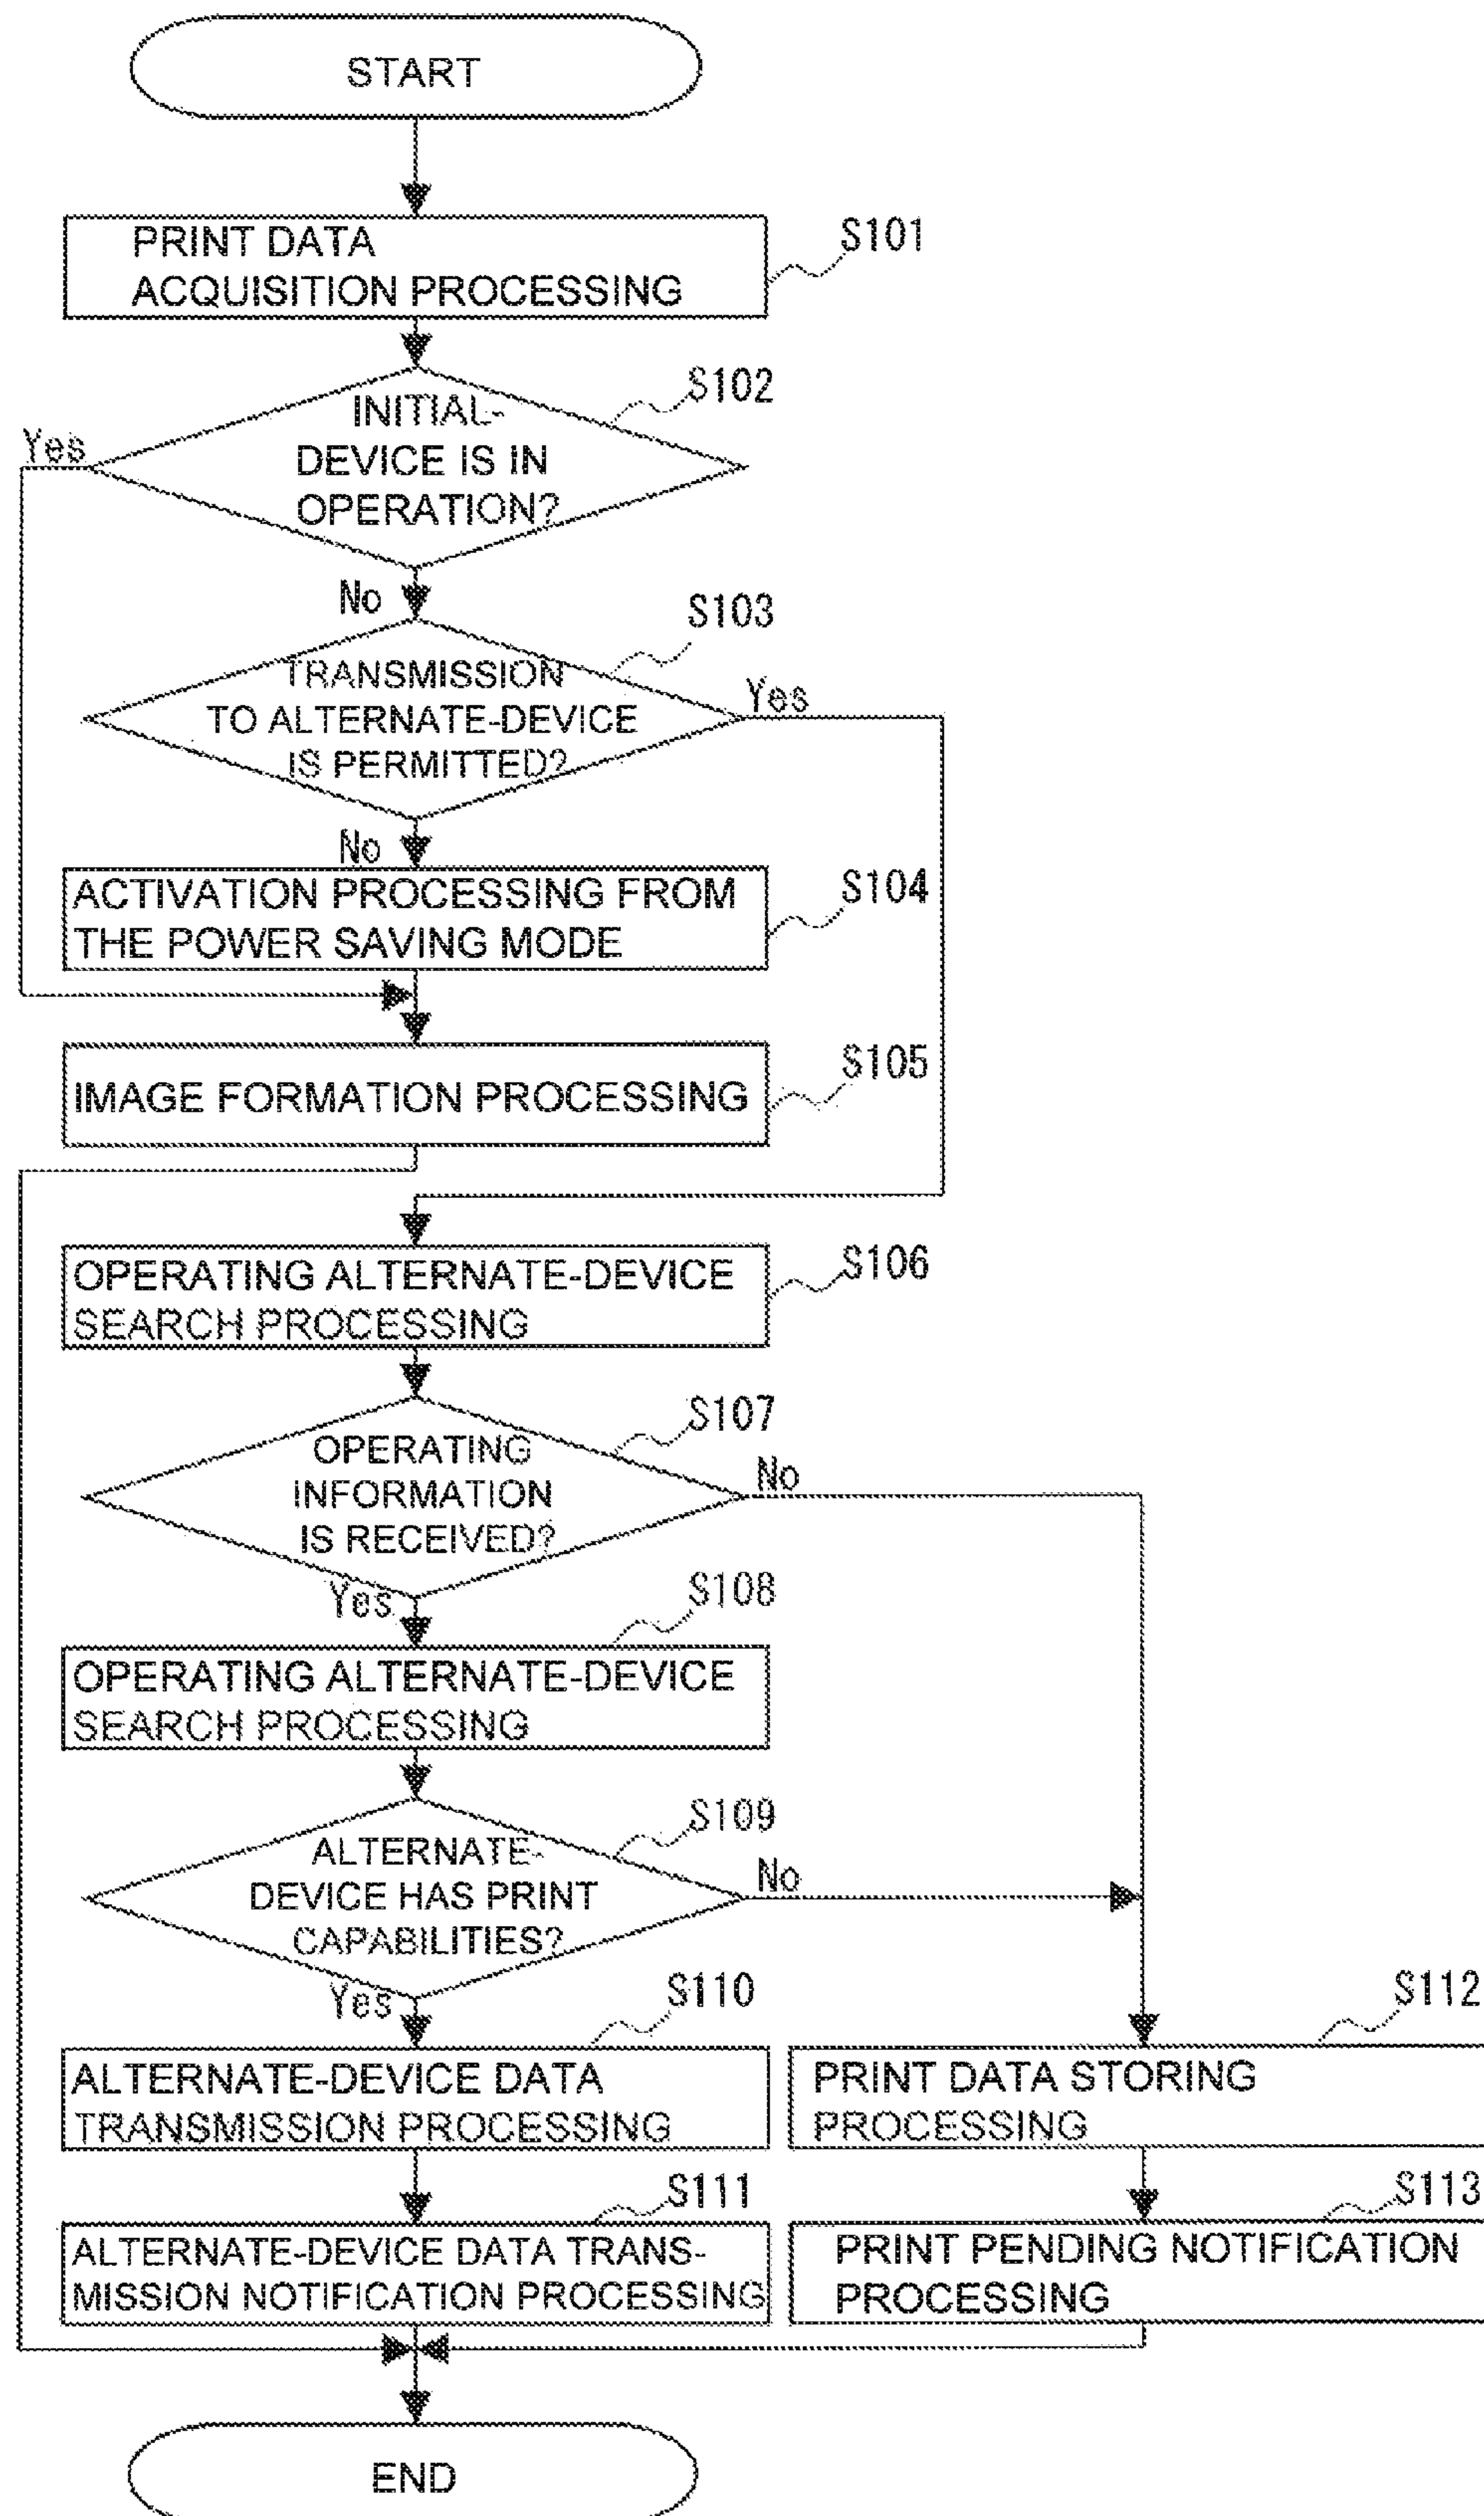 START
PRINT DATA
ACQUISITION PROCESSING
S101
S102
INITIAL-
DEVICE IS IN
OPERATION?
Yes
No
S103
TRANSMISSION
TO ALTERNATE-DEVICE
IS PERMITTED?
Yes
No
ACTIVATION PROCESSING FROM
THE POWER SAVING MODE
S104
IMAGE FORMATION PROCESSING
S105
OPERATING ALTERNATE-DEVICE
SEARCH PROCESSING
S106
S107
OPERATING
INFORMATION
IS RECEIVED?
No
Yes
S108
OPERATING ALTERNATE-DEVICE
SEARCH PROCESSING
S109
ALTERNATE-
DEVICE HAS PRINT
CAPABILITIES?
No
Yes
S110
ALTERNATE-DEVICE DATA
TRANSMISSION PROCESSING
S112
PRINT DATA STORING
PROCESSING
S111
ALTERNATE-DEVICE DATA TRANS-
MISSION NOTIFICATION PROCESSING
S113
PRINT PENDING NOTIFICATION
PROCESSING
END